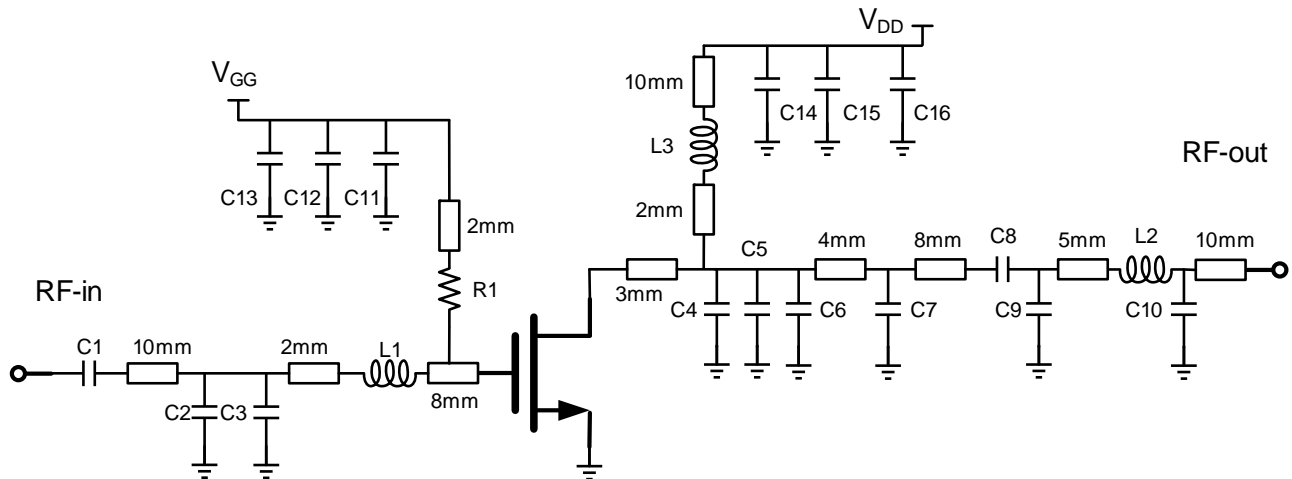 V_DD
10mm
C14
C15
C16
L3
2mm
V_GG
C13
C12
C11
2mm
R1
RF-in
C1
10mm
C2
C3
2mm
L1
8mm
3mm
C4
C5
C6
4mm
C7
8mm
C8
C9
5mm
L2
C10
10mm
RF-out